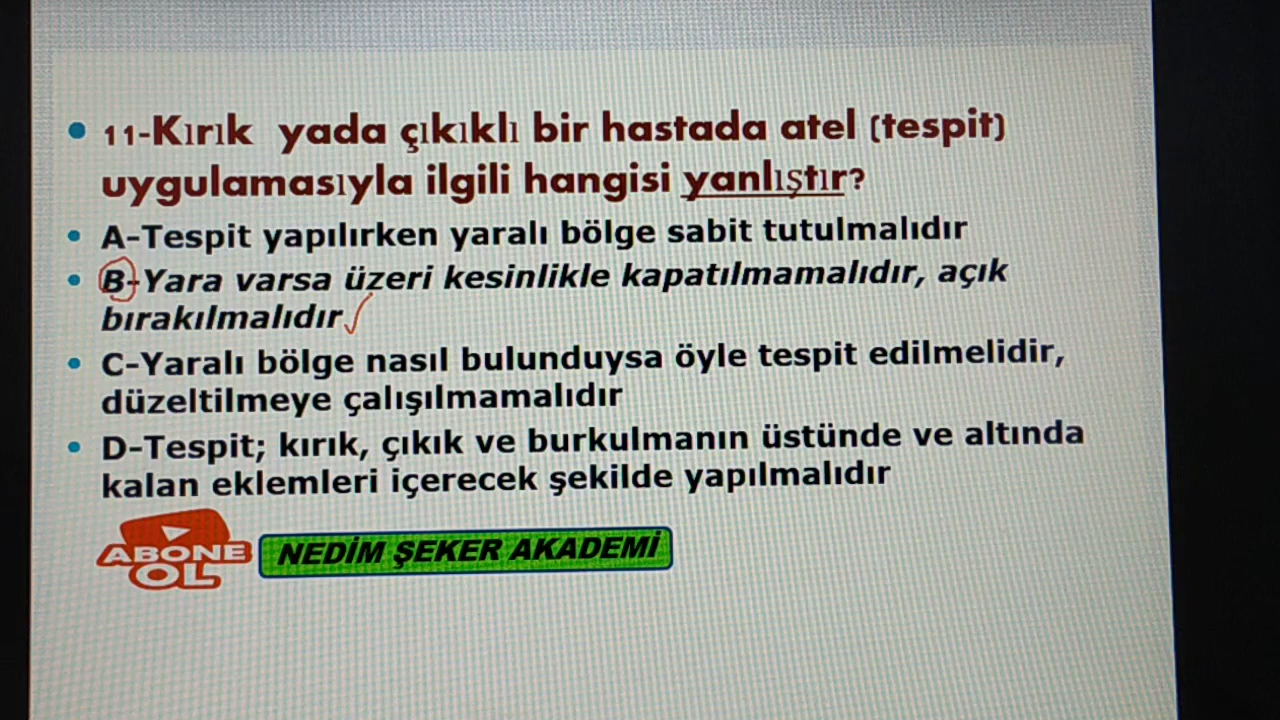 11-Kırık yada çıkıklı bir hastada atel (tespit)
uygulamasıyla ilgili hangisi yanlıştır?
A-Tespit yapılırken yaralı bölge sabit tutulmalıdır
B-Yara varsa üzeri kesinlikle kapatılmamalıdır, açık
bırakılmalıdır
C-Yaralı bölge nasıl bulunduysa öyle tespit edilmelidir,
düzeltilmeye çalışılmamalıdır
D-Tespit; kırık, çıkık ve burkulmanın üstünde ve altında
kalan eklemleri içerecek şekilde yapılmalıdır
ABONE
OL
NEDİM ŞEKER AKADEMİ